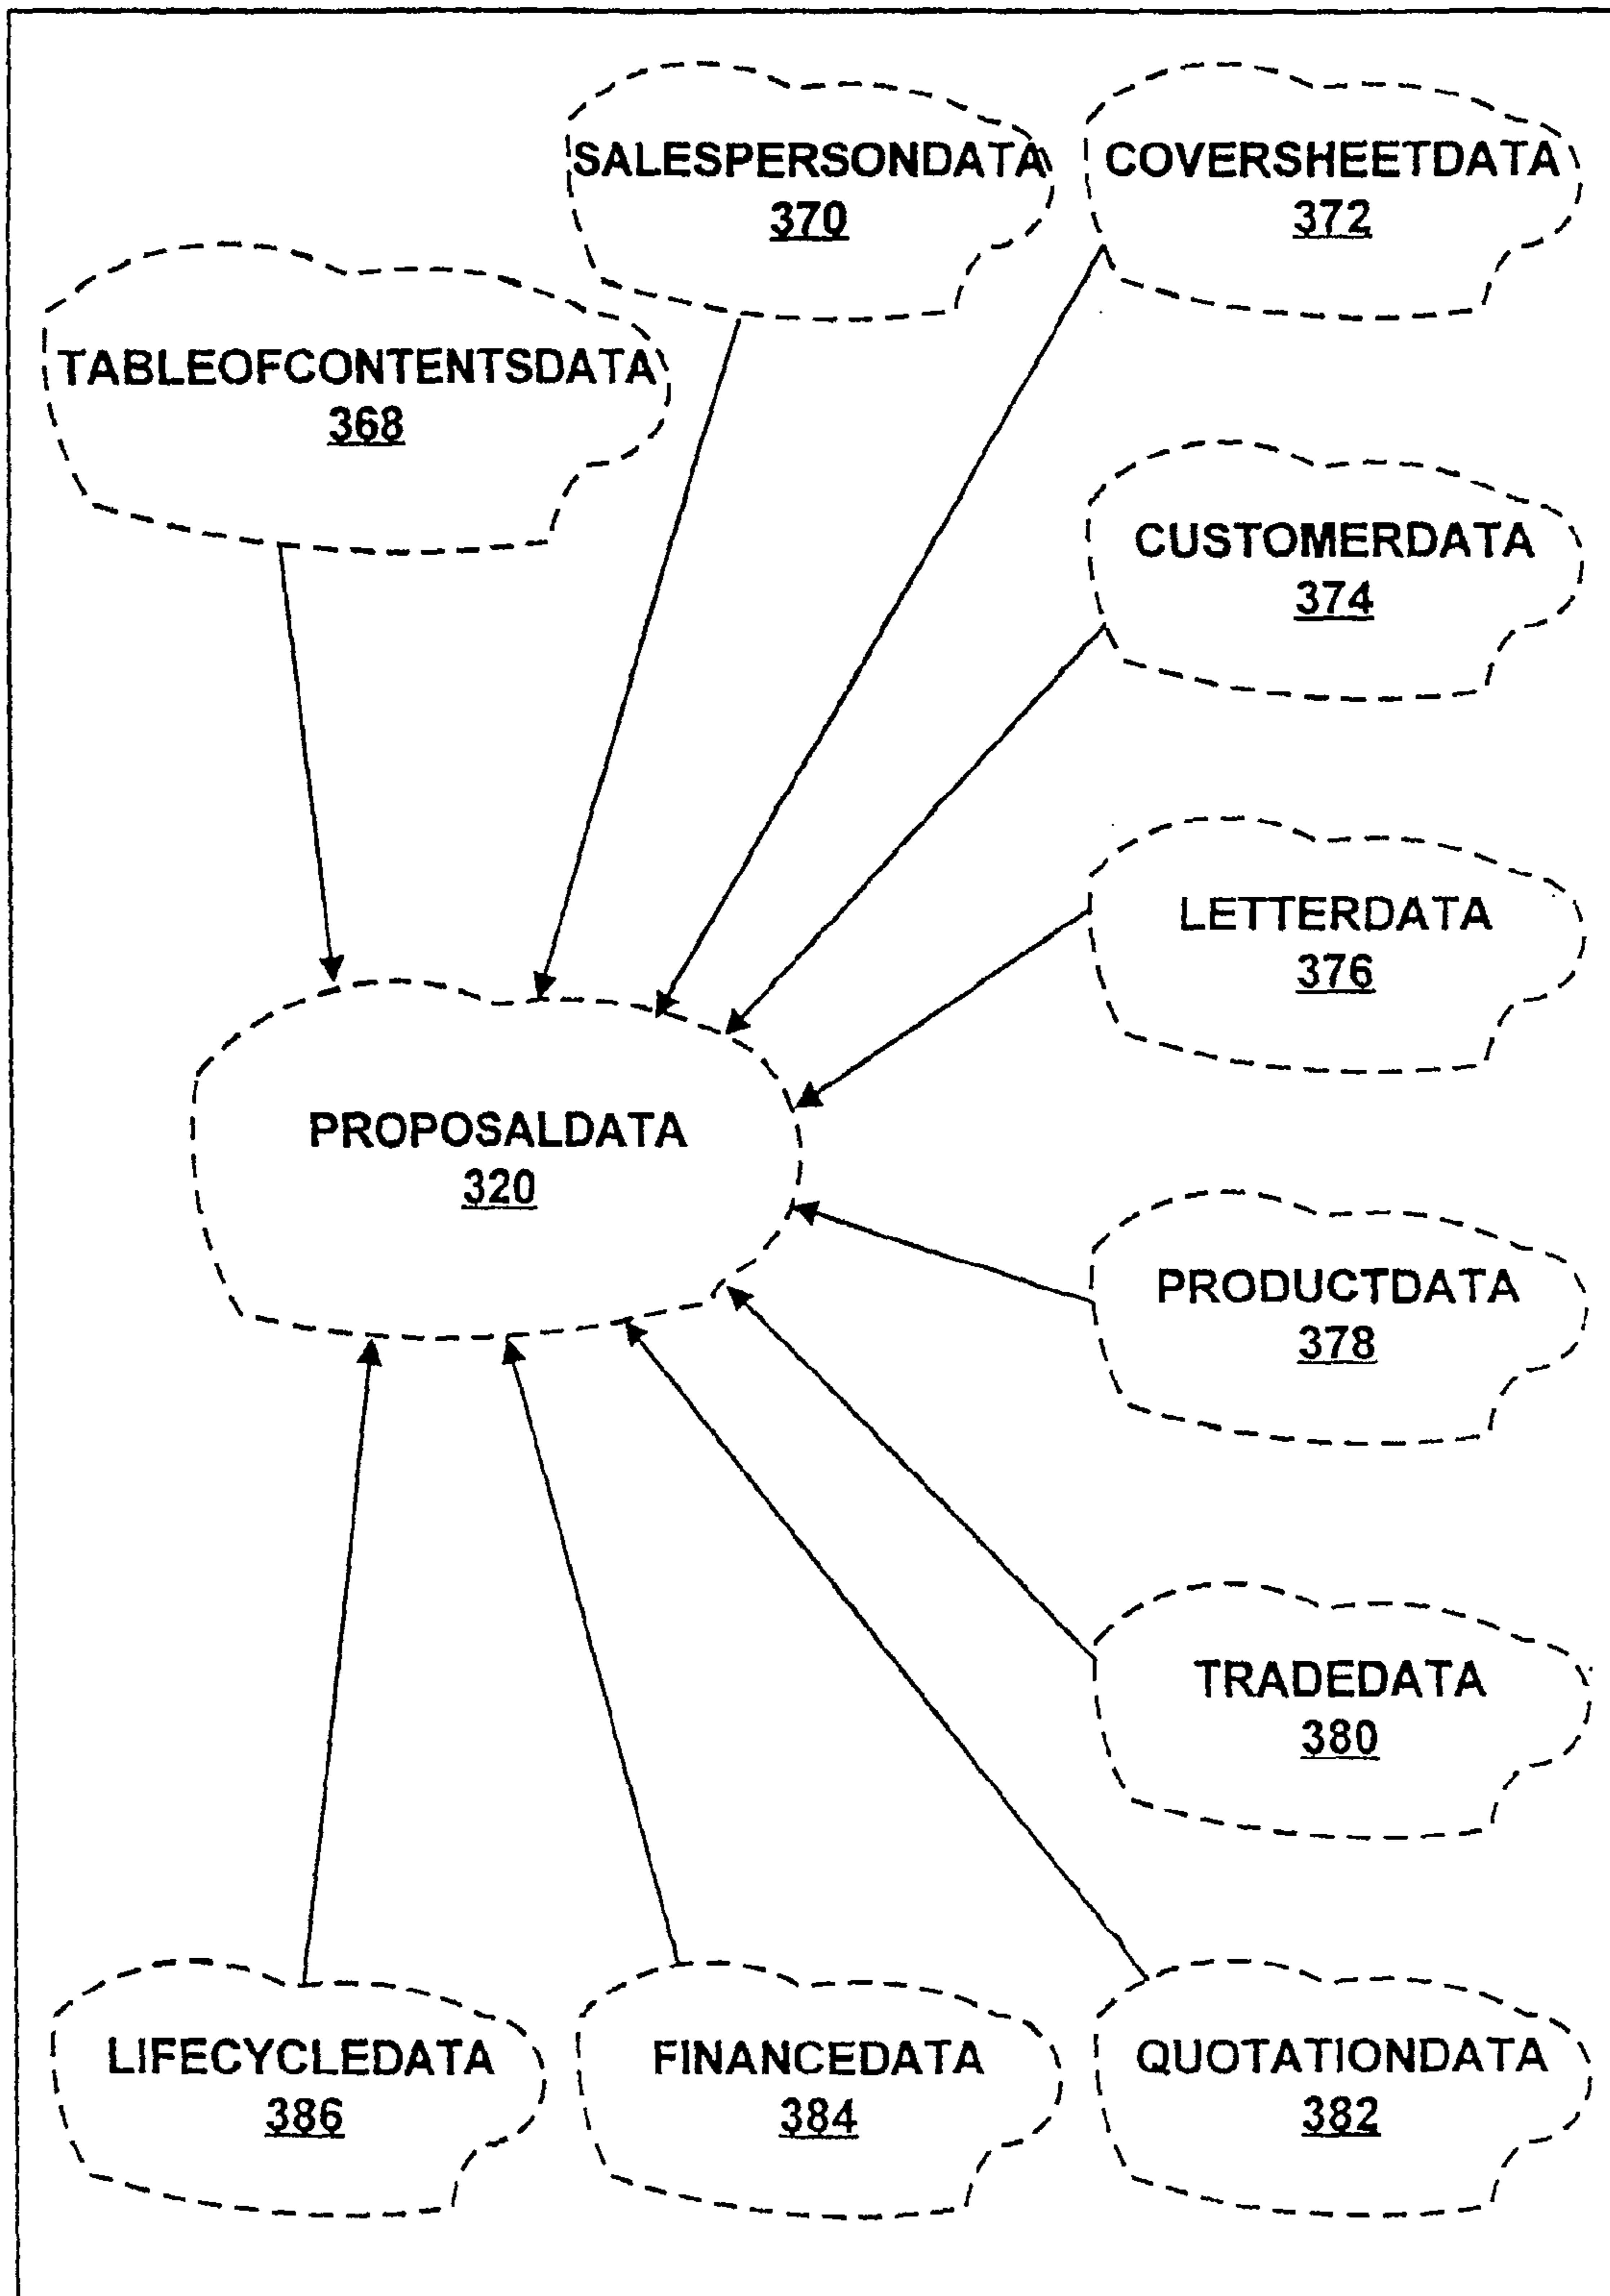 SALESPERSONDATA
370
COVERSHEETDATA
372
TABLEOFCONTENTSDATA
368
CUSTOMERDATA
374
LETTERDATA
376
PROPOSALDATA
320
PRODUCTDATA
378
TRADEDATA
380
LIFECYCLEDATA
386
FINANCEDATA
384
QUOTATIONDATA
382